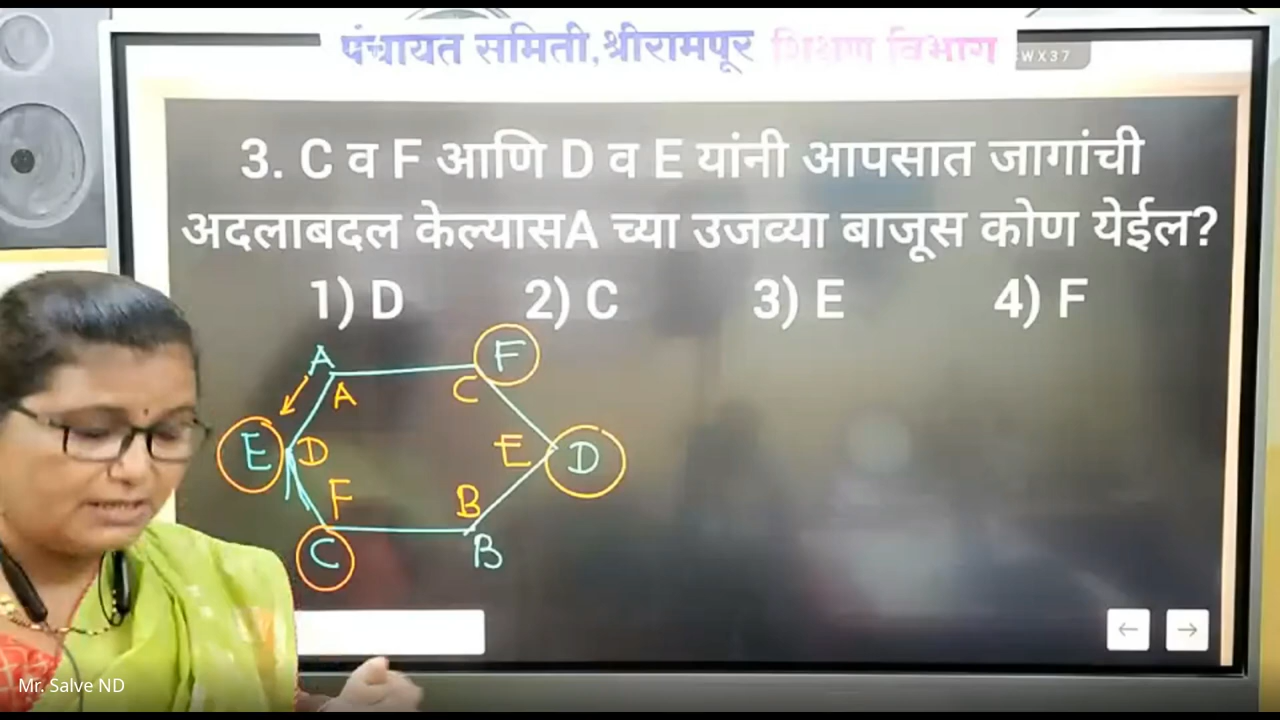 पंचायत समिती,श्रीरामपूर शिक्षण विभाग
WX37
3. C व F आणि D व E यांनी आपसात जागांची
अदलाबदल केल्यासA च्या उजव्या बाजूस कोण येईल?
1) D 2) C 3) E 4) F
A F
A C
E D E D
F B
C B
Mr. Salve ND